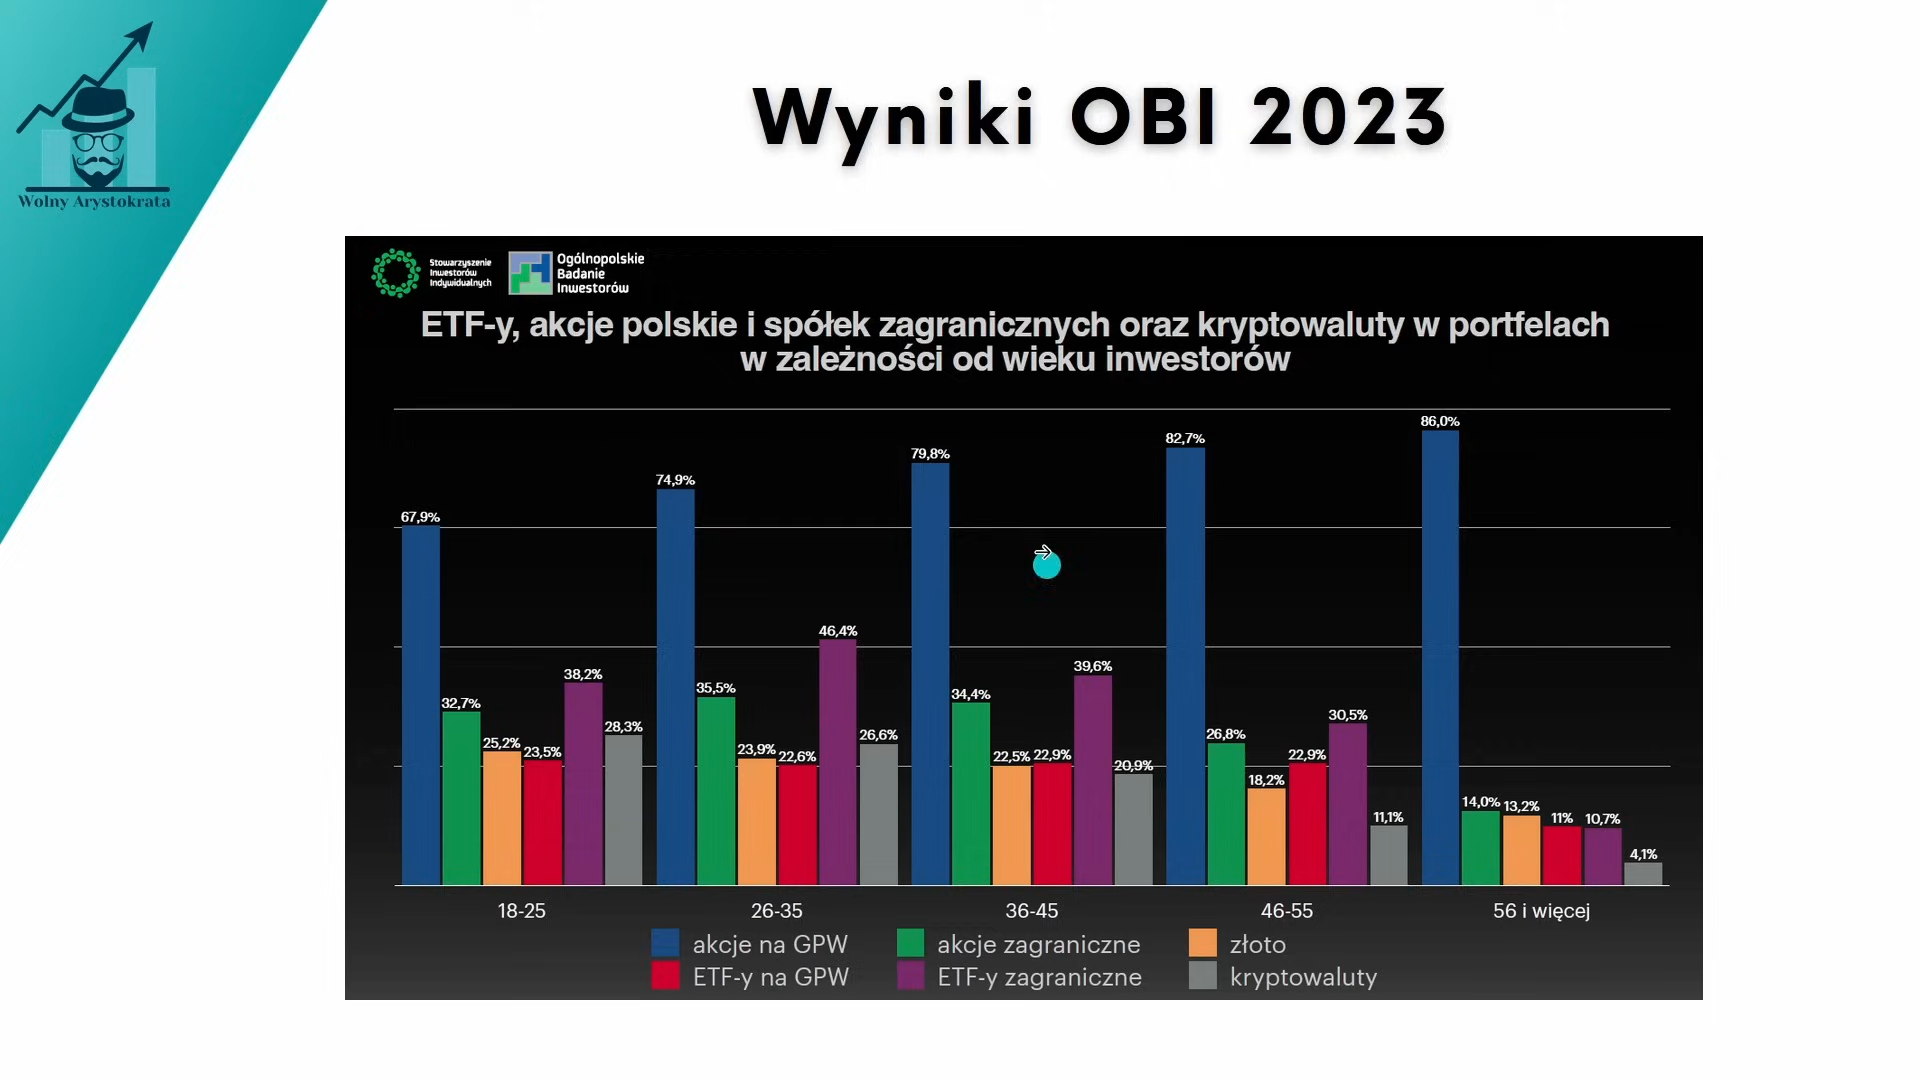 Wolny Arystokrata
Wyniki OBI 2023
Stowarzyszenie
Inwestorów
Indywidualnych
Ogólnopolskie
Badanie
Inwestorów
ETF-y, akcje polskie i spółek zagranicznych oraz kryptowaluty w portfelach
w zależności od wieku inwestorów
67,9% 32,7% 25,2% 23,5% 38,2% 28,3%
74,9% 35,5% 23,9% 22,6% 46,4% 26,6%
79,8% 34,4% 22,5% 22,9% 39,6% 20,9%
82,7% 26,8% 18,2% 22,9% 30,5% 11,1%
86,0% 14,0% 13,2% 11% 10,7% 4,1%
18-25 26-35 36-45 46-55 56 i więcej
akcje na GPW akcje zagraniczne złoto
ETF-y na GPW ETF-y zagraniczne kryptowaluty